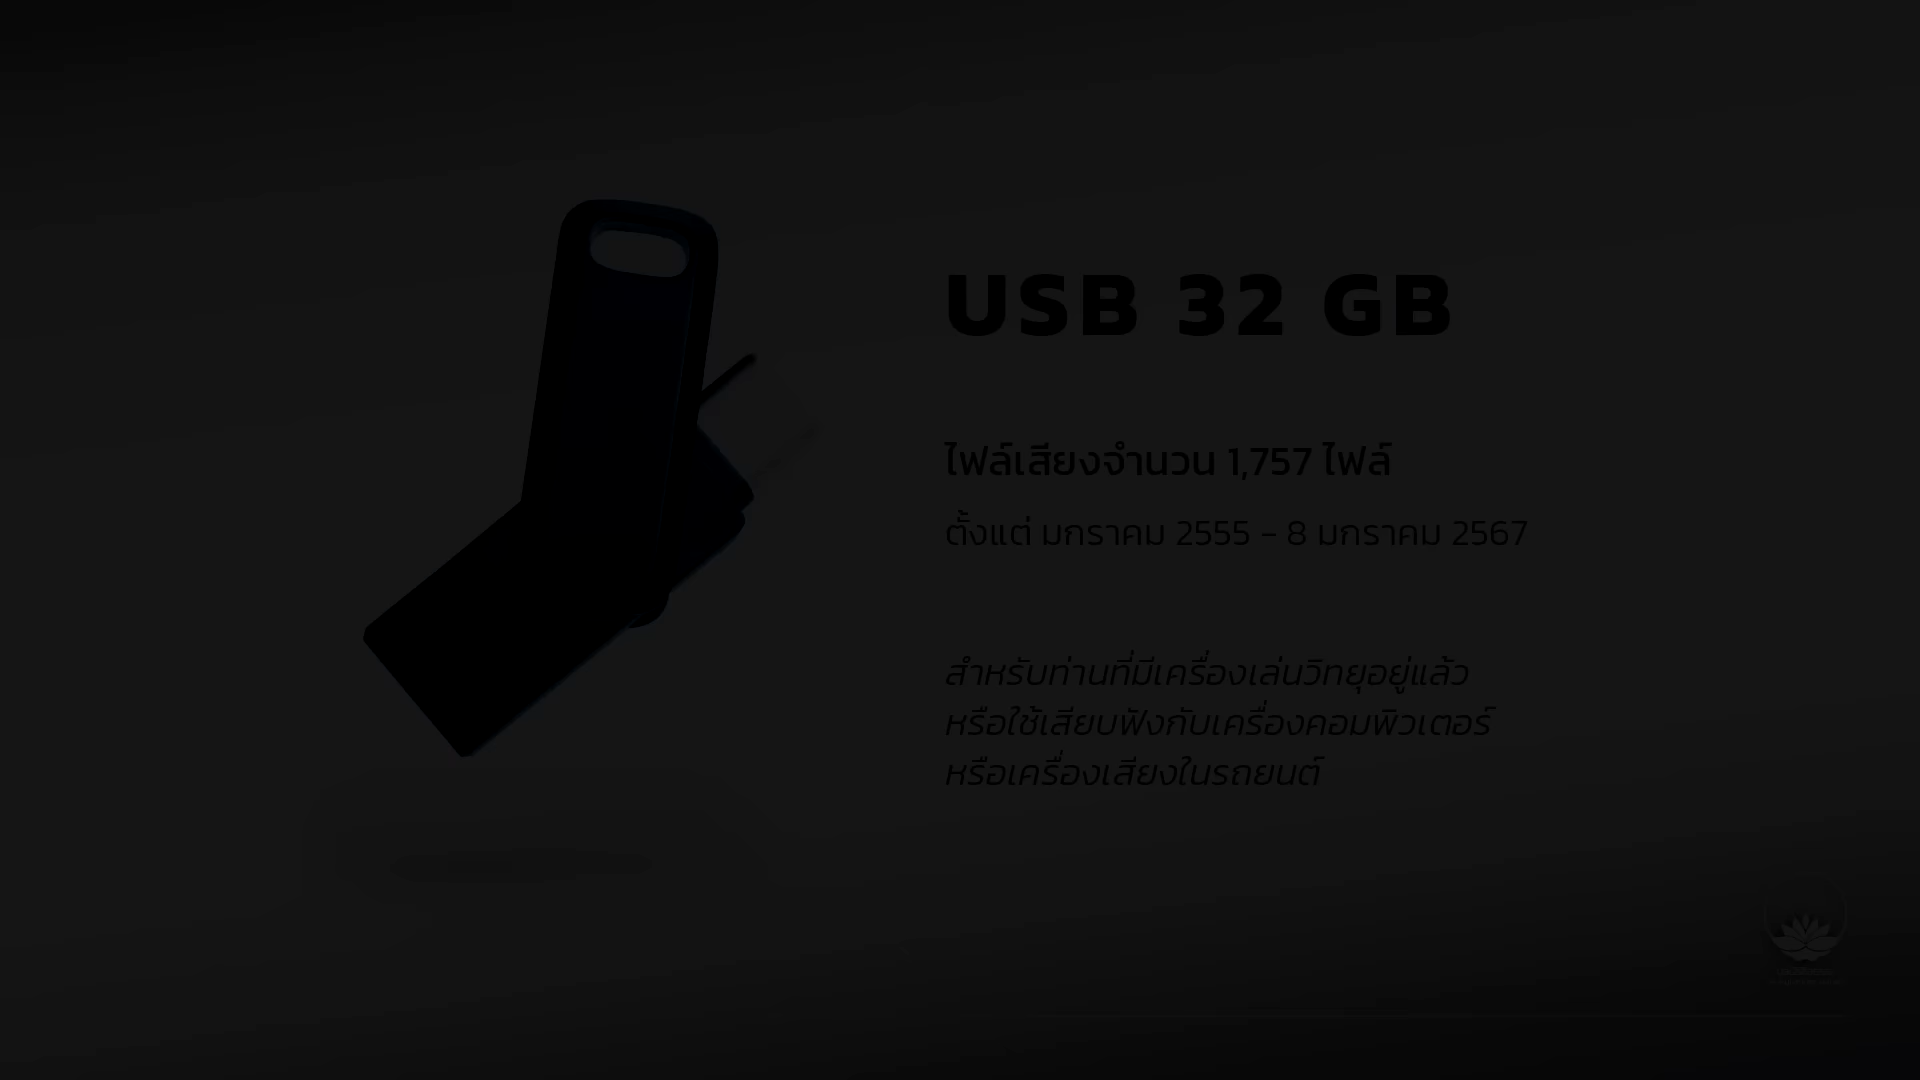 USB 32 GB
ไฟล์เสียงจำนวน 1,757 ไฟล์
ตั้งแต่ มกราคม 2555 - 8 มกราคม 2567
สำหรับท่านที่มีเครื่องเล่นวิทยุอยู่แล้ว
หรือใช้เสียบฟังกับเครื่องคอมพิวเตอร์
หรือเครื่องเสียงในรถยนต์